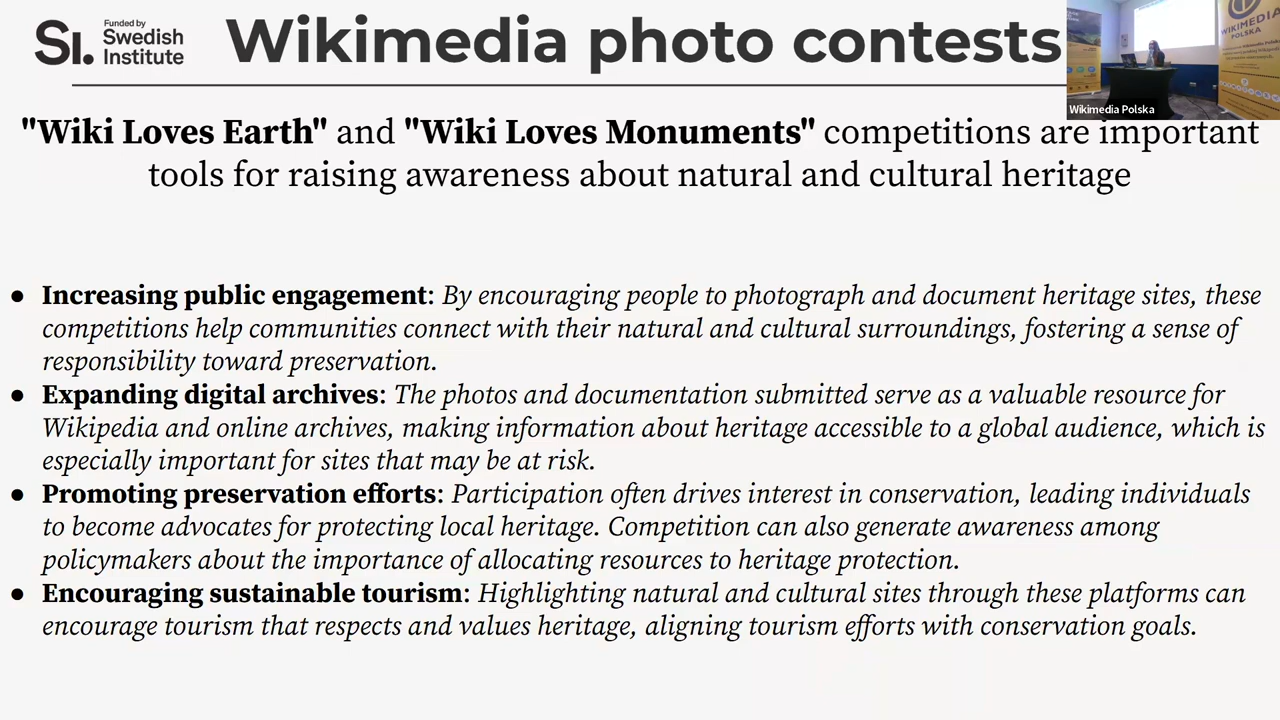 Funded by
SI. Swedish
Institute
Wikimedia photo contests
WIKIMEDIA
POLSKA
Wikimedia Polska
"Wiki Loves Earth" and "Wiki Loves Monuments" competitions are important
tools for raising awareness about natural and cultural heritage
● Increasing public engagement: By encouraging people to photograph and document heritage sites, these
competitions help communities connect with their natural and cultural surroundings, fostering a sense of
responsibility toward preservation.
● Expanding digital archives: The photos and documentation submitted serve as a valuable resource for
Wikipedia and online archives, making information about heritage accessible to a global audience, which is
especially important for sites that may be at risk.
● Promoting preservation efforts: Participation often drives interest in conservation, leading individuals
to become advocates for protecting local heritage. Competition can also generate awareness among
policymakers about the importance of allocating resources to heritage protection.
● Encouraging sustainable tourism: Highlighting natural and cultural sites through these platforms can
encourage tourism that respects and values heritage, aligning tourism efforts with conservation goals.